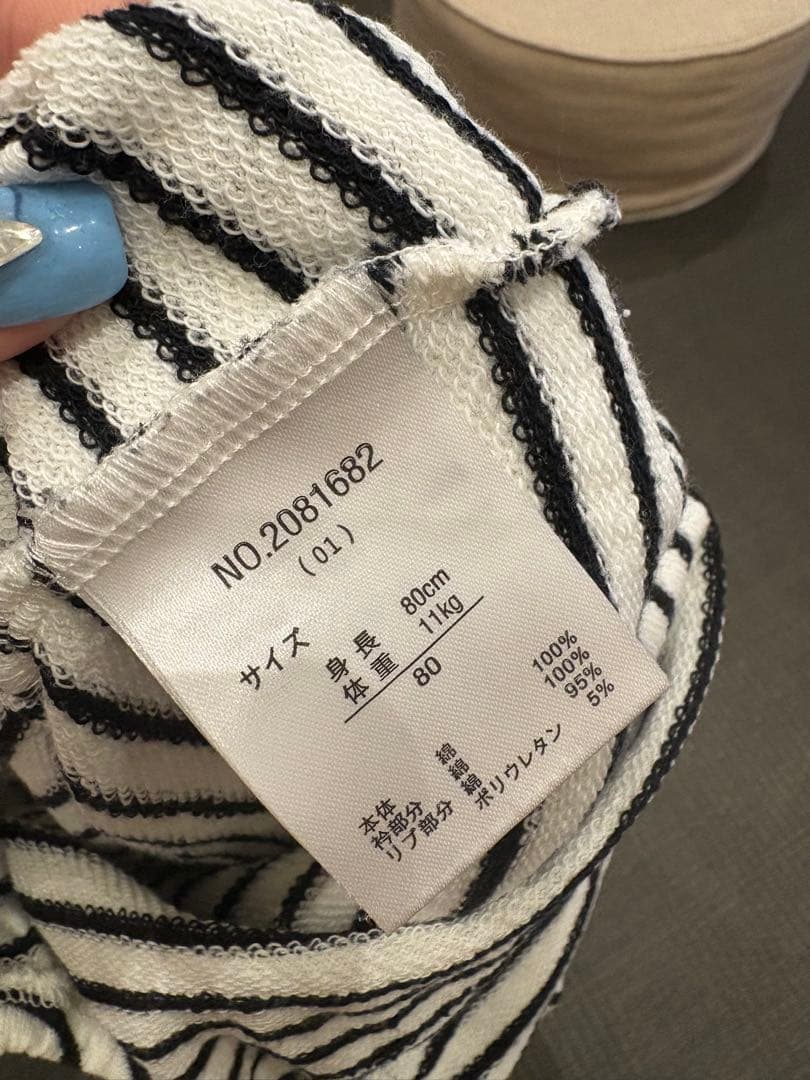 NO.2081682
(01)
サイズ 身長 80cm
体重 11kg
80
本体 綿 100%
衿部分 綿 100%
リブ部分 綿 95%
ポリウレタン 5%